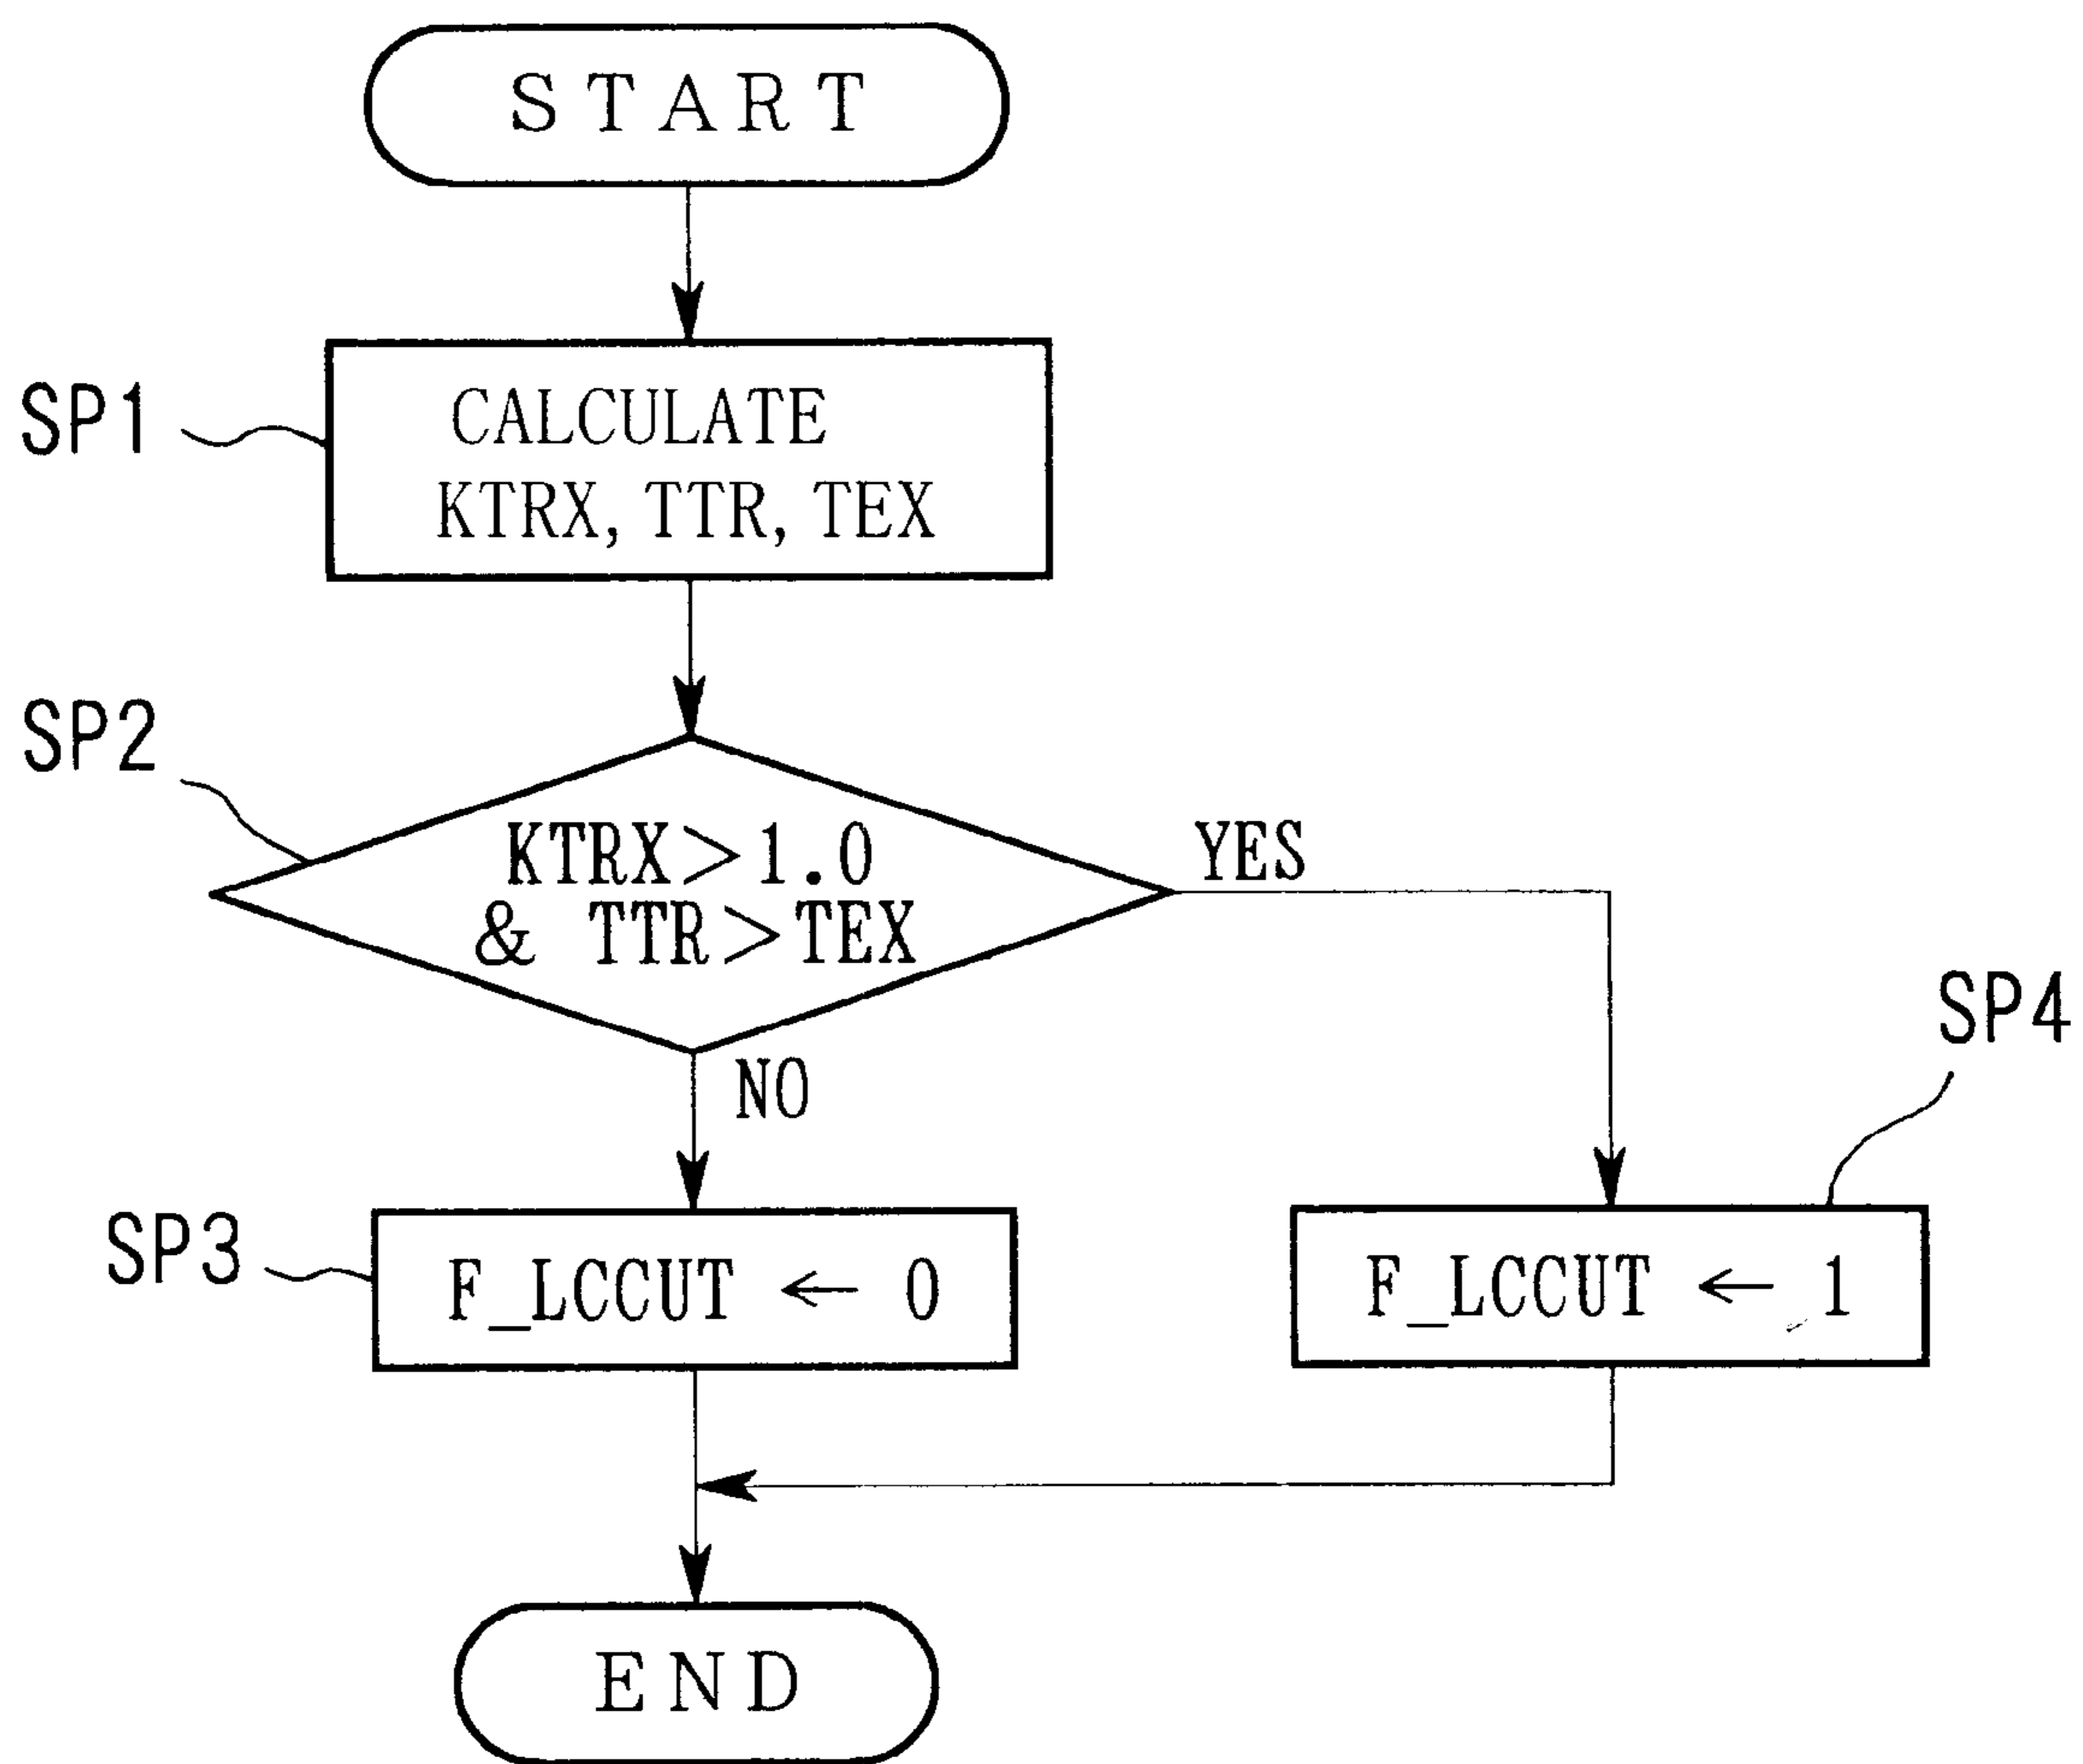 START
SP1
CALCULATE
KTRX, TTR, TEX
SP2
KTRX>1.0
& TTR>TEX
YES
NO
SP4
SP3
F_LCCUT ← 0
F_LCCUT ← 1
END